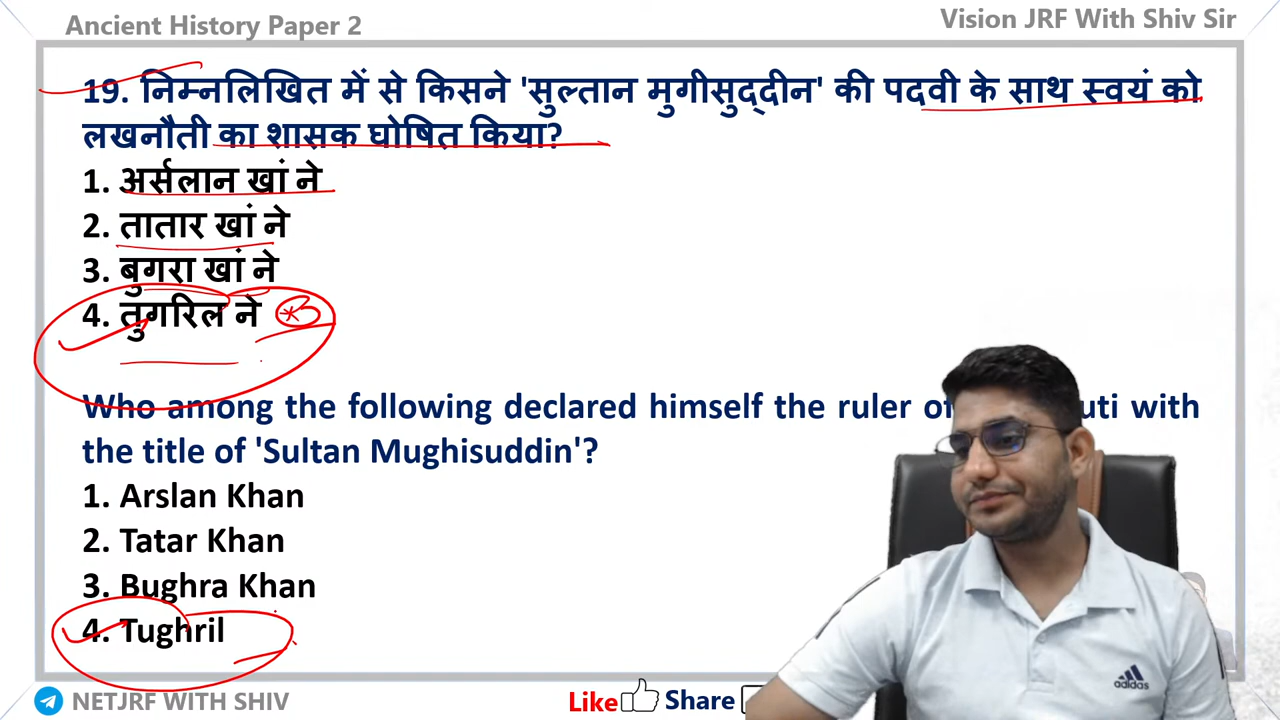 Ancient History Paper 2
Vision JRF With Shiv Sir
19. निम्नलिखित में से किसने 'सुल्तान मुगीसुद्दीन' की पदवी के साथ स्वयं को
लखनौती का शासक घोषित किया?
1. अर्सलान खां ने
2. तातार खां ने
3. बुगरा खां ने
4. तुगरिल ने
Who among the following declared himself the ruler of uti with
the title of 'Sultan Mughisuddin'?
1. Arslan Khan
2. Tatar Khan
3. Bughra Khan
4. Tughril
adidas
NETJRF WITH SHIV
Like Share